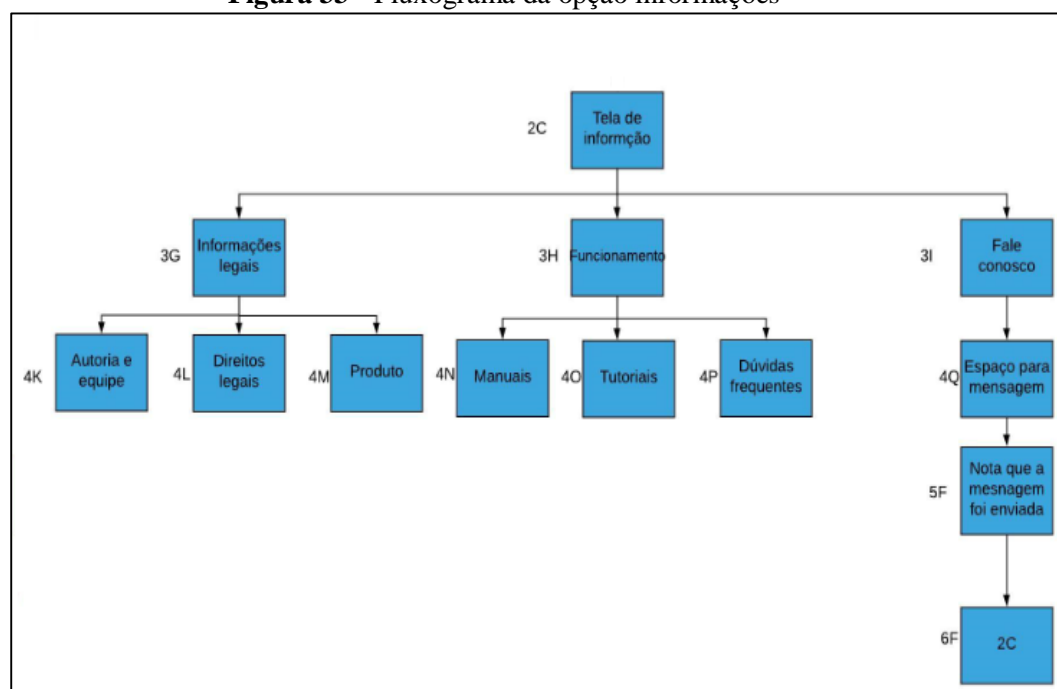 Figura 33 - Fluxograma da opção informações
2C
Tela de
informção
3G
Informações
legais
3H
Funcionamento
3I
Fale
conosco
4K
Autoria e
equipe
4L
Direitos
legais
4M
Produto
4N
Manuais
4O
Tutoriais
4P
Dúvidas
frequentes
4Q
Espaço para
mensagem
5F
Nota que a
mesnagem
foi enviada
6F
2C